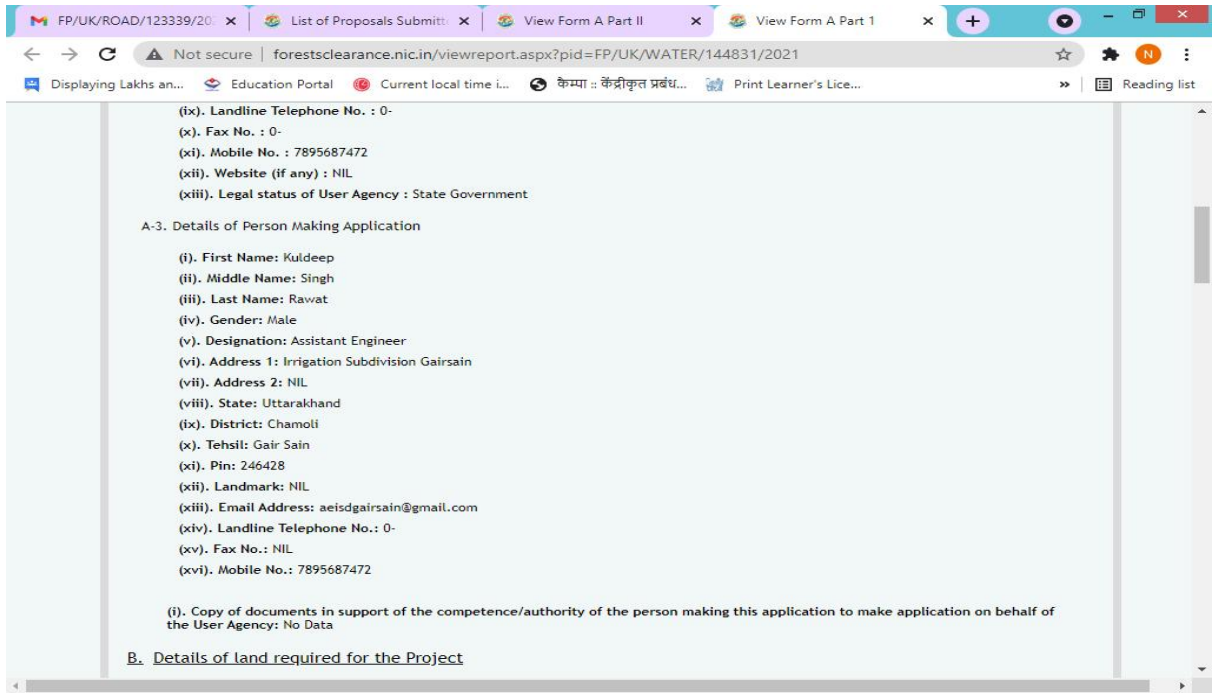 FP/UK/ROAD/123339/20
List of Proposals Submitt
View Form A Part II
View Form A Part 1
Not secure | forestsclearance.nic.in/viewreport.aspx?pid=FP/UK/WATER/144831/2021
N
Displaying Lakhs an... Education Portal Current local time i... कैम्पा :: केंद्रीकृत प्रबंध... Print Learner's Lice... » Reading list
(ix). Landline Telephone No. : 0-
(x). Fax No. : 0-
(xi). Mobile No. : 7895687472
(xii). Website (if any) : NIL
(xiii). Legal status of User Agency : State Government
A-3. Details of Person Making Application
(i). First Name: Kuldeep
(ii). Middle Name: Singh
(iii). Last Name: Rawat
(iv). Gender: Male
(v). Designation: Assistant Engineer
(vi). Address 1: Irrigation Subdivision Gairsain
(vii). Address 2: NIL
(viii). State: Uttarakhand
(ix). District: Chamoli
(x). Tehsil: Gair Sain
(xi). Pin: 246428
(xii). Landmark: NIL
(xiii). Email Address: aeisdgairsain@gmail.com
(xiv). Landline Telephone No.: 0-
(xv). Fax No.: NIL
(xvi). Mobile No.: 7895687472
(i). Copy of documents in support of the competence/authority of the person making this application to make application on behalf of
the User Agency: No Data
B. Details of land required for the Project